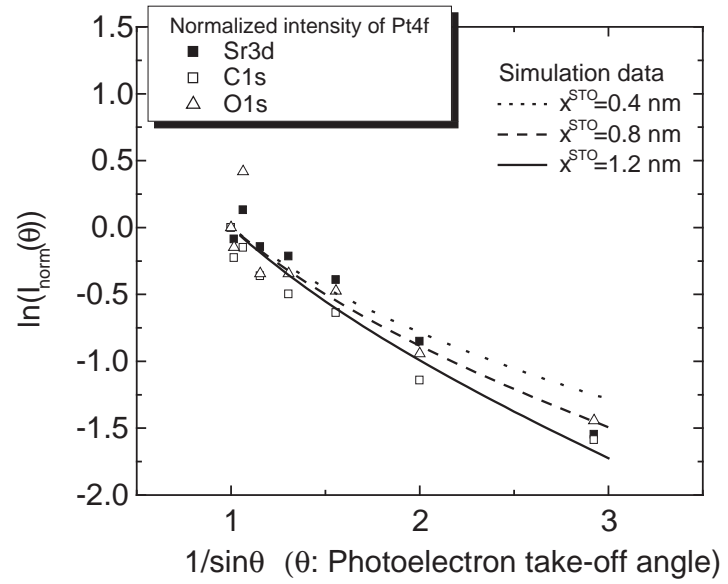 Normalized intensity of Pt4f
Sr3d
C1s
O1s
Simulation data
x^STO=0.4 nm
x^STO=0.8 nm
x^STO=1.2 nm
1.5
1.0
0.5
0.0
-0.5
-1.0
-1.5
-2.0
ln(I_norm(θ))
1 2 3
1/sinθ (θ: Photoelectron take-off angle)